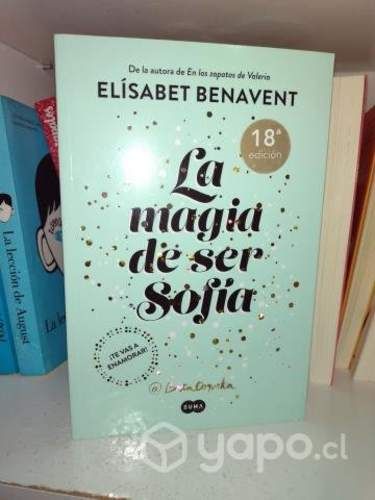 De la autora de En los zapatos de Valeria
ELÍSABET BENAVENT
18ª
edición
La
magia
de ser
Sofía
¡TE VAS A
ENAMORAR!
@BetaCoqueta
SUMA
La lección de August
yapo.cl